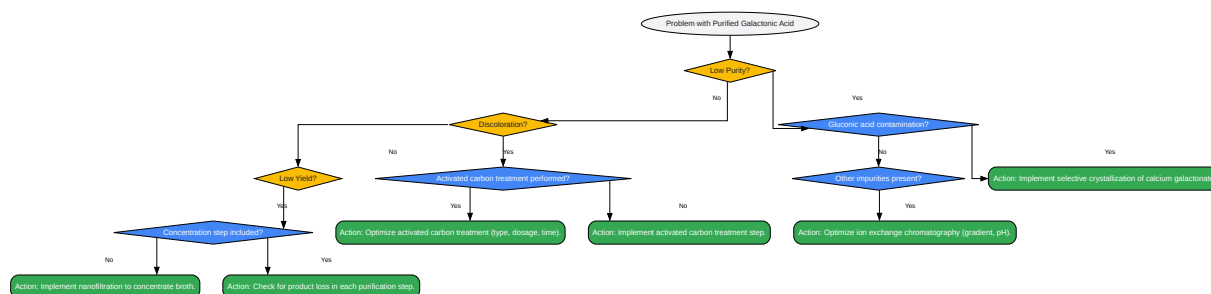 Problem with Purified Galactonic Acid
Low Purity?
No
Yes
Discoloration?
Gluconic acid contamination?
No
Yes
No
Yes
Low Yield?
Activated carbon treatment performed?
Other impurities present?
Action: Implement selective crystallization of calcium galactonate
Yes
Yes
No
Yes
Concentration step included?
Action: Optimize activated carbon treatment (type, dosage, time).
Action: Implement activated carbon treatment step.
Action: Optimize ion exchange chromatography (gradient, pH).
No
Yes
Action: Implement nanofiltration to concentrate broth.
Action: Check for product loss in each purification step.